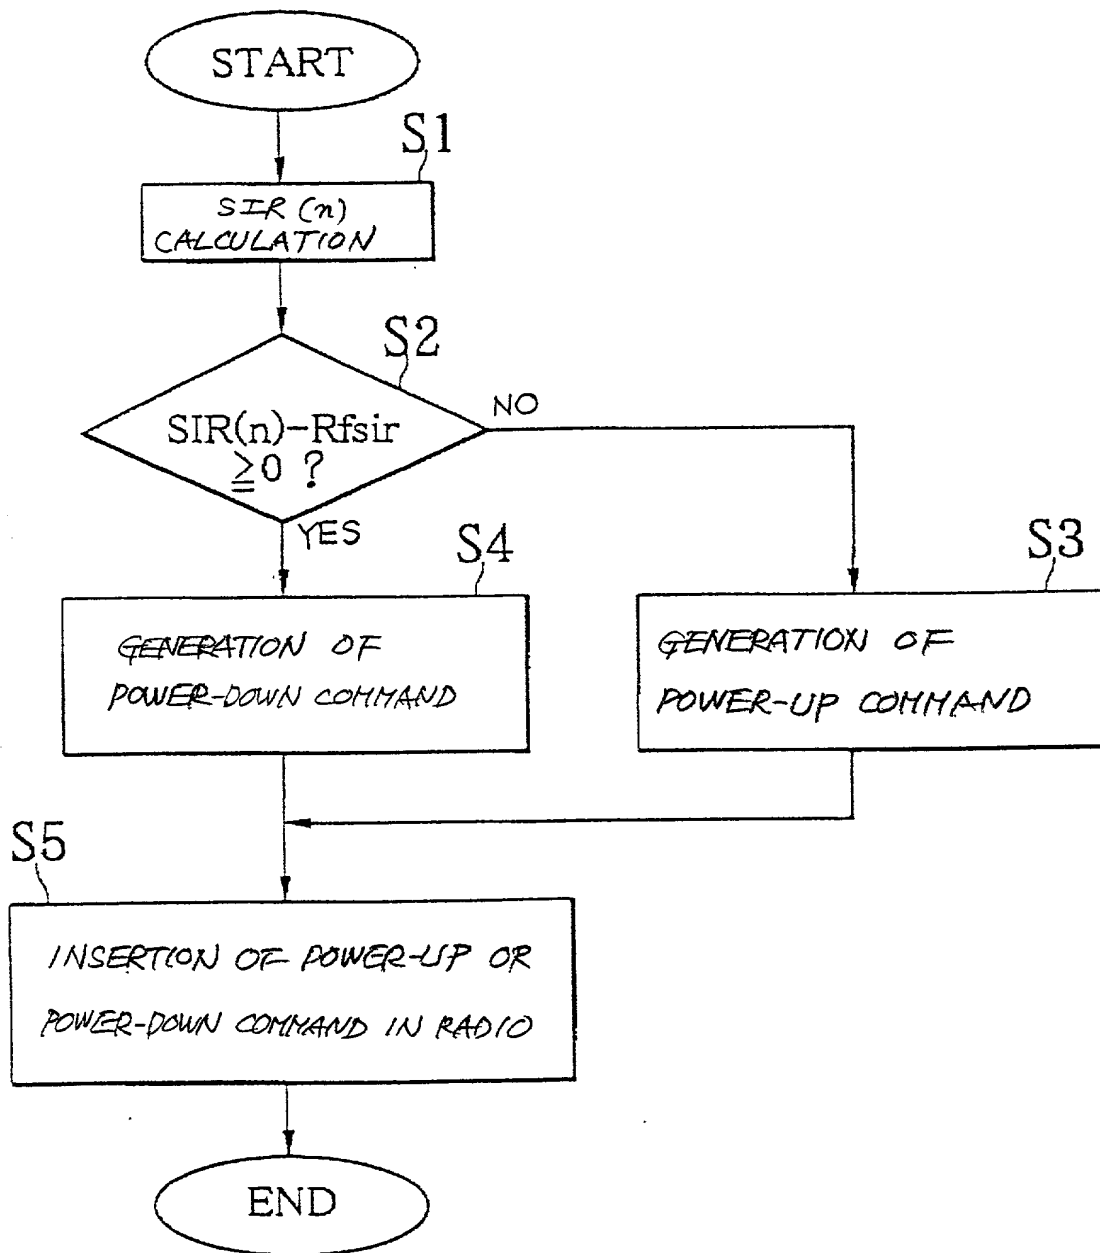 START
S1
SIR (n)
CALCULATION
S2
SIR(n)-Rfsir
≧0 ?
NO
YES
S4
GENERATION OF
POWER-DOWN COMMAND
S3
GENERATION OF
POWER-UP COMMAND
S5
INSERTION OF POWER-UP OR
POWER-DOWN COMMAND IN RADIO
END